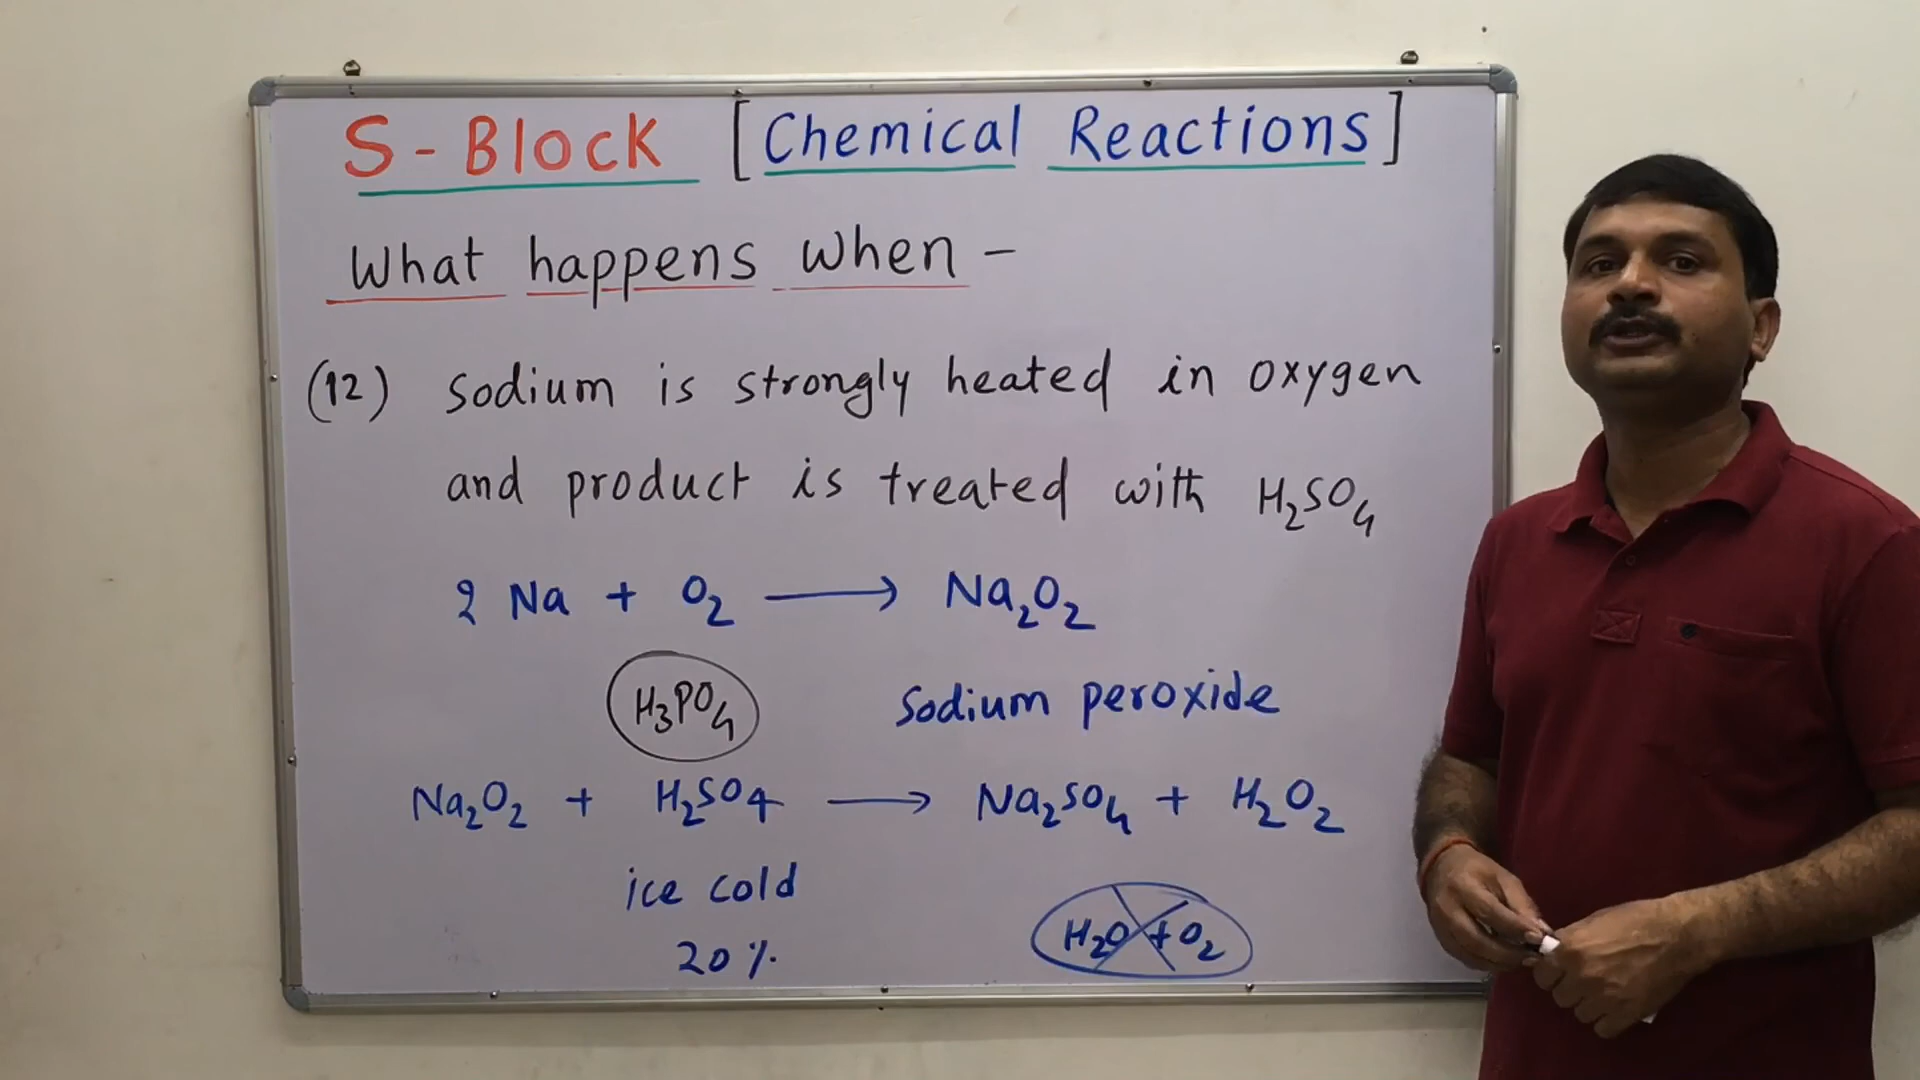 S-Block [Chemical Reactions]
What happens when -
(12) Sodium is strongly heated in oxygen
and product is treated with H₂SO₄
2 Na + O₂ ⟶ Na₂O₂
H₃PO₄ Sodium peroxide
Na₂O₂ + H₂SO₄ ⟶ Na₂SO₄ + H₂O₂
ice cold
20%
H₂O + O₂